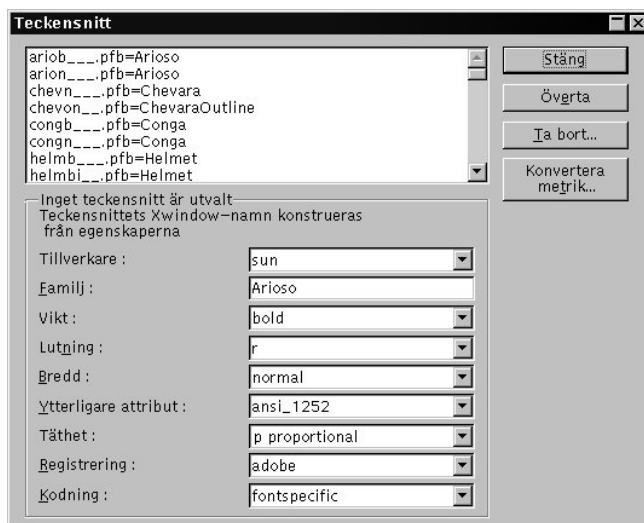 Teckensnitt
ariob___.pfb=Arioso
arion___.pfb=Arioso
chevn___.pfb=Chevara
chevon__.pfb=ChevaraOutline
congb___.pfb=Conga
congn___.pfb=Conga
helmb___.pfb=Helmet
helmbi__.pfb=Helmet
Stäng
Överta
Ta bort...
Konvertera
metrik...
Inget teckensnitt är utvalt
Teckensnittets Xwindow-namn konstrueras
från egenskaperna
Tillverkare : sun
Familj : Arioso
Vikt : bold
Lutning : r
Bredd : normal
Ytterligare attribut : ansi_1252
Täthet : p proportional
Registrering : adobe
Kodning : fontspecific